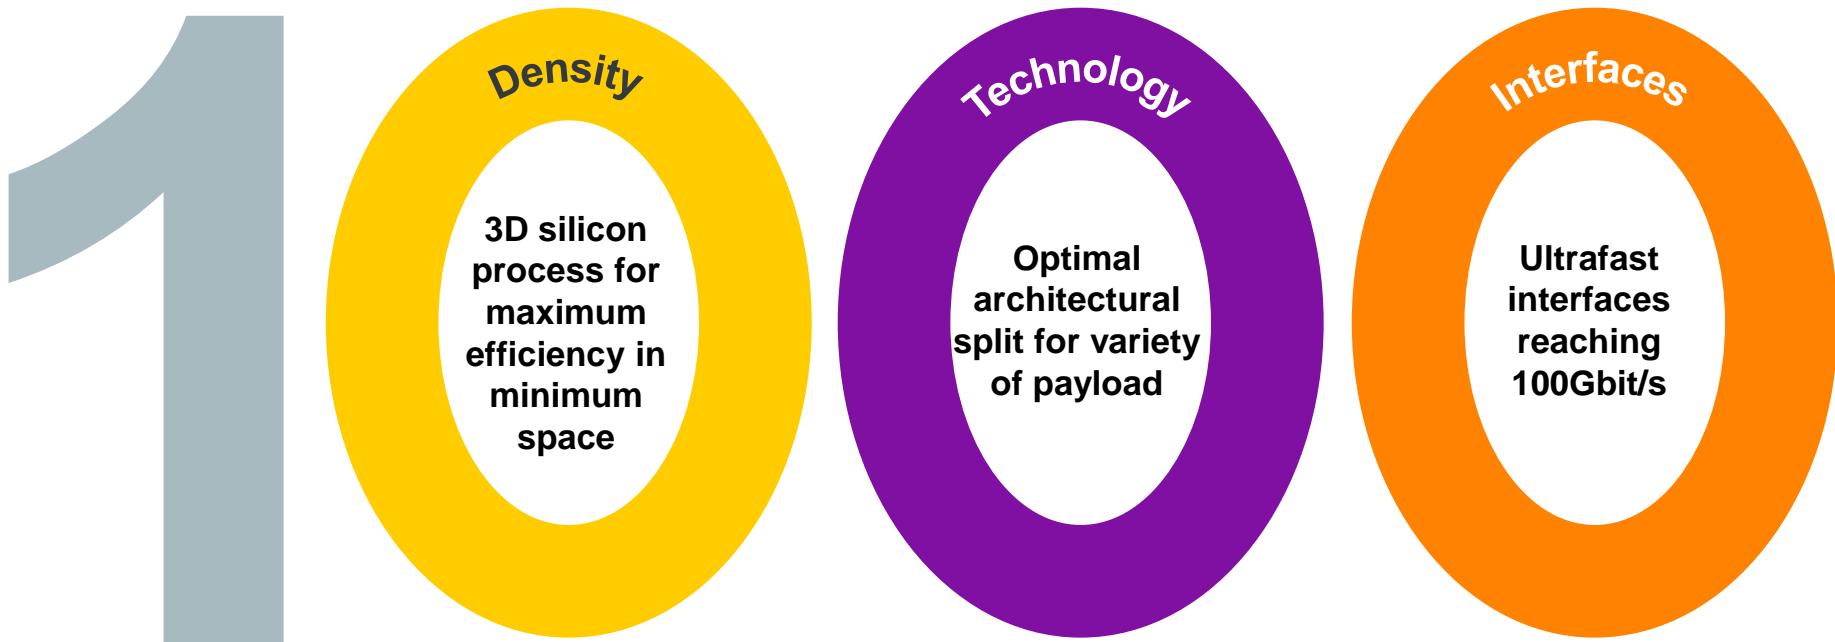 1000
Density
3D silicon
process for
maximum
efficiency in
minimum
space
Technology
Optimal
architectural
split for variety
of payload
Interfaces
Ultrafast
interfaces
reaching
100Gbit/s